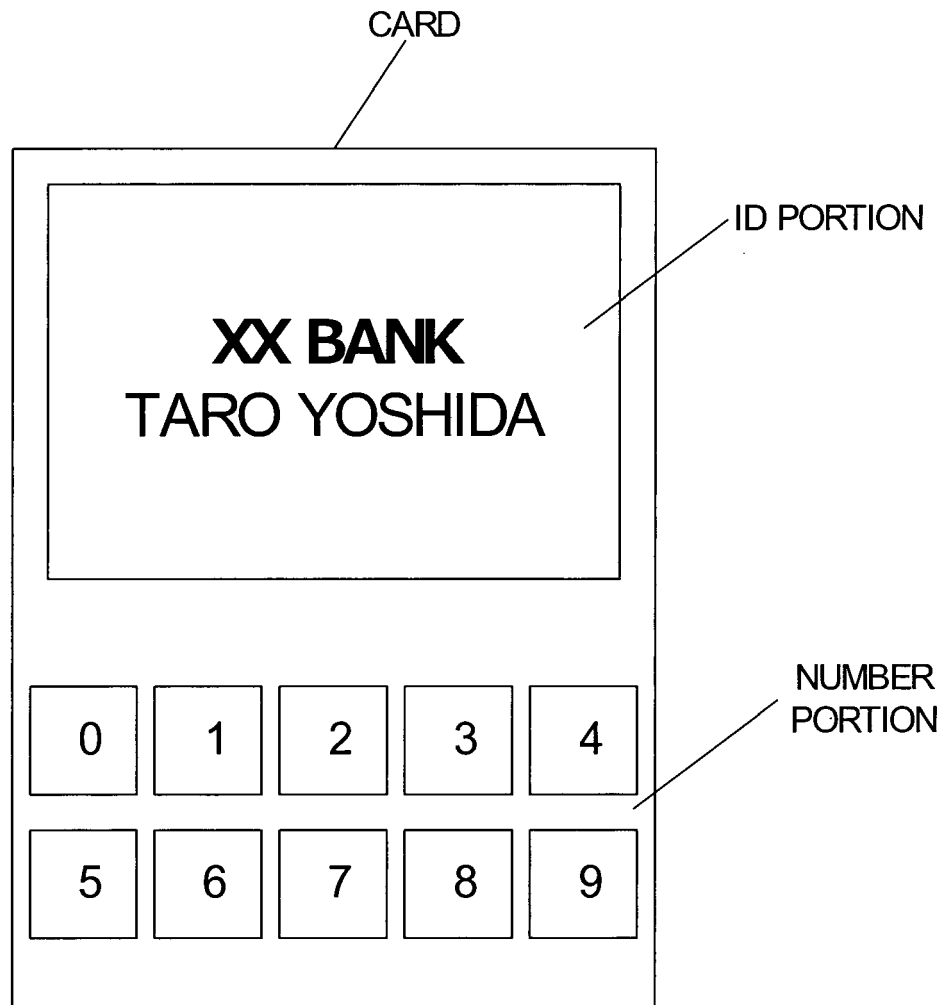 CARD
ID PORTION
XX BANK
TARO YOSHIDA
NUMBER
PORTION
0 1 2 3 4
5 6 7 8 9